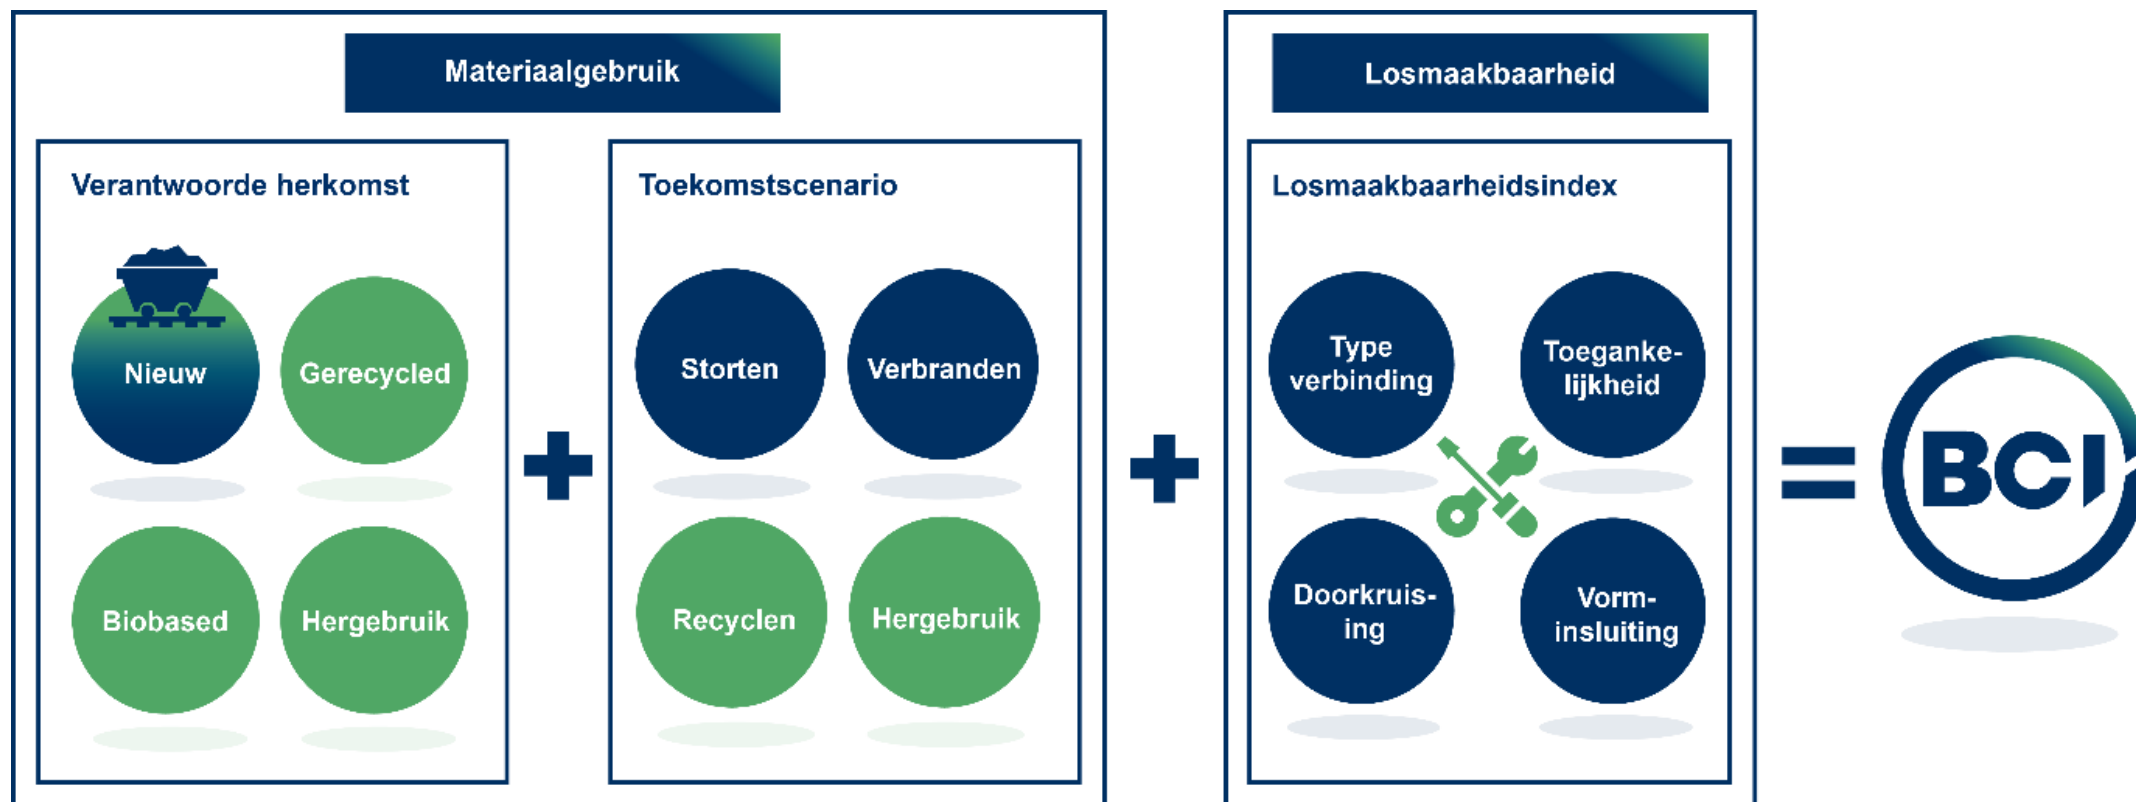 Materiaalgebruik
Verantwoorde herkomst
Nieuw
Gerecycled
Biobased
Hergebruik
+
Toekomstscenario
Storten
Verbranden
Recyclen
Hergebruik
+
Losmaakbaarheid
Losmaakbaarheidsindex
Type
verbinding
Toeganke-
lijkheid
Doorkruis-
ing
Vorm-
insluiting
=
BCI